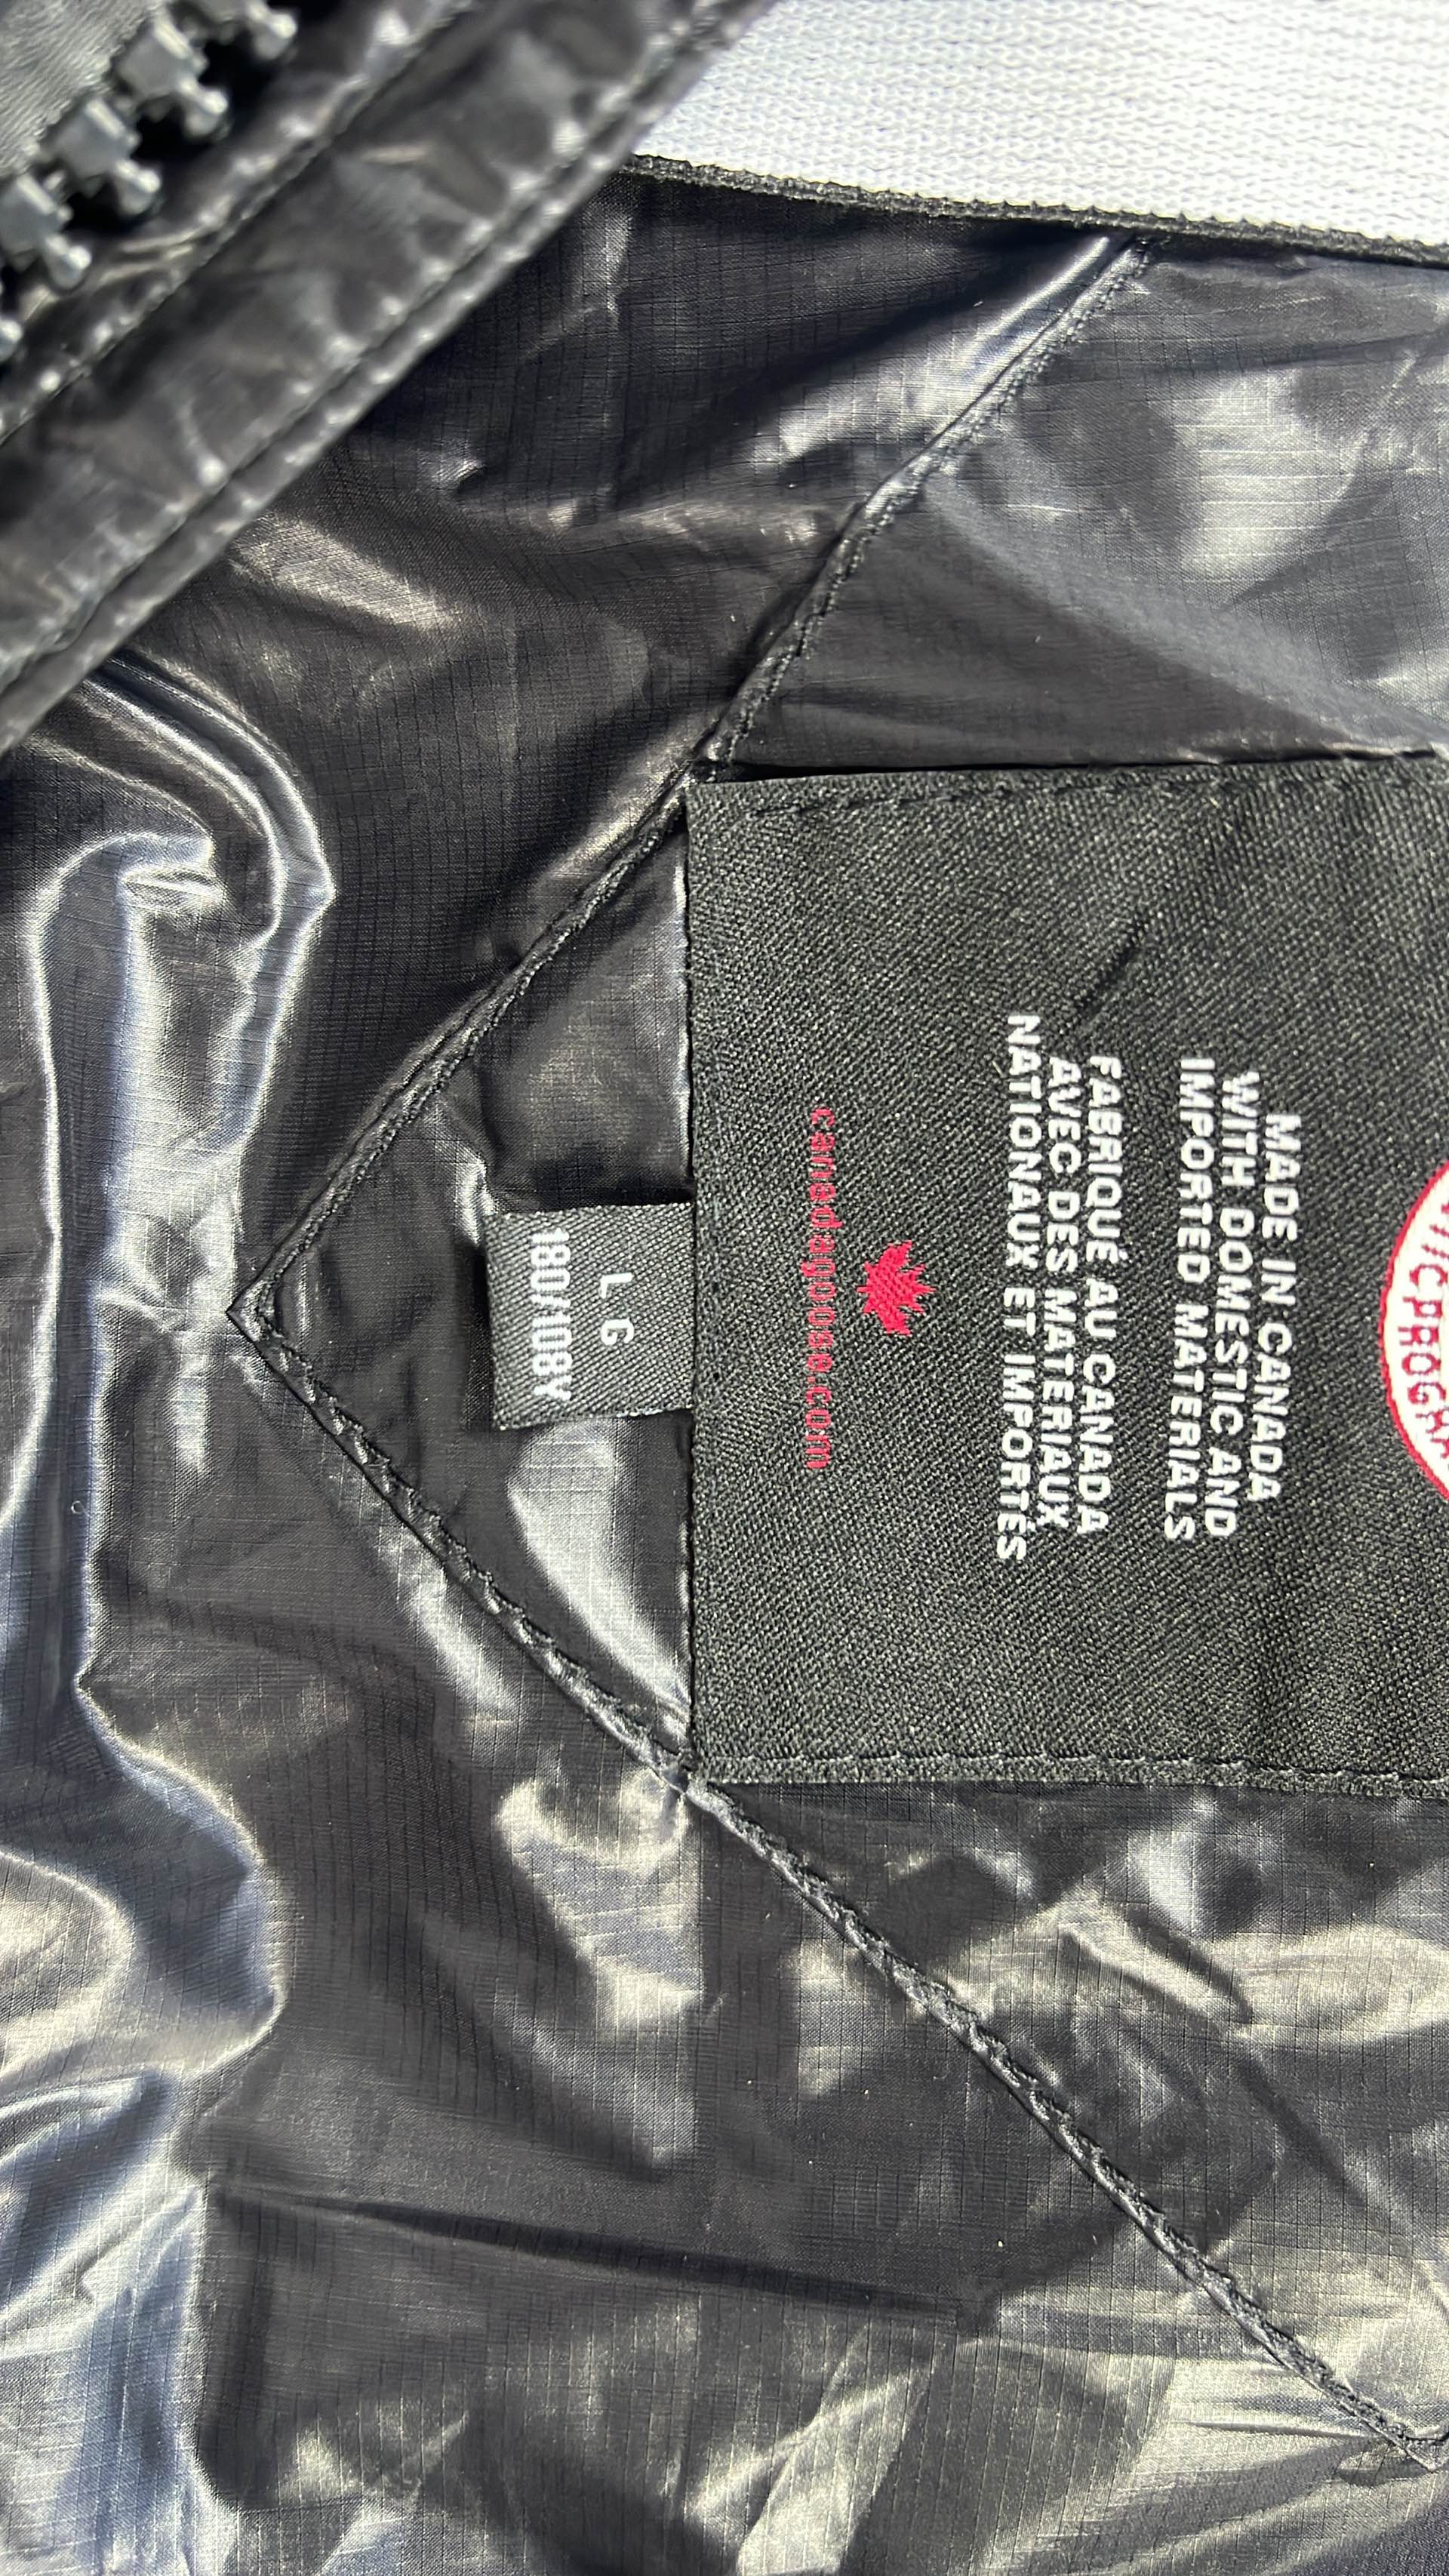 MADE IN CANADA
WITH DOMESTIC AND
IMPORTED MATERIALS
FABRIQUÉ AU CANADA
AVEC DES MATÉRIAUX
NATIONAUX ET IMPORTÉS
canadagoose.com
LG
180/108Y